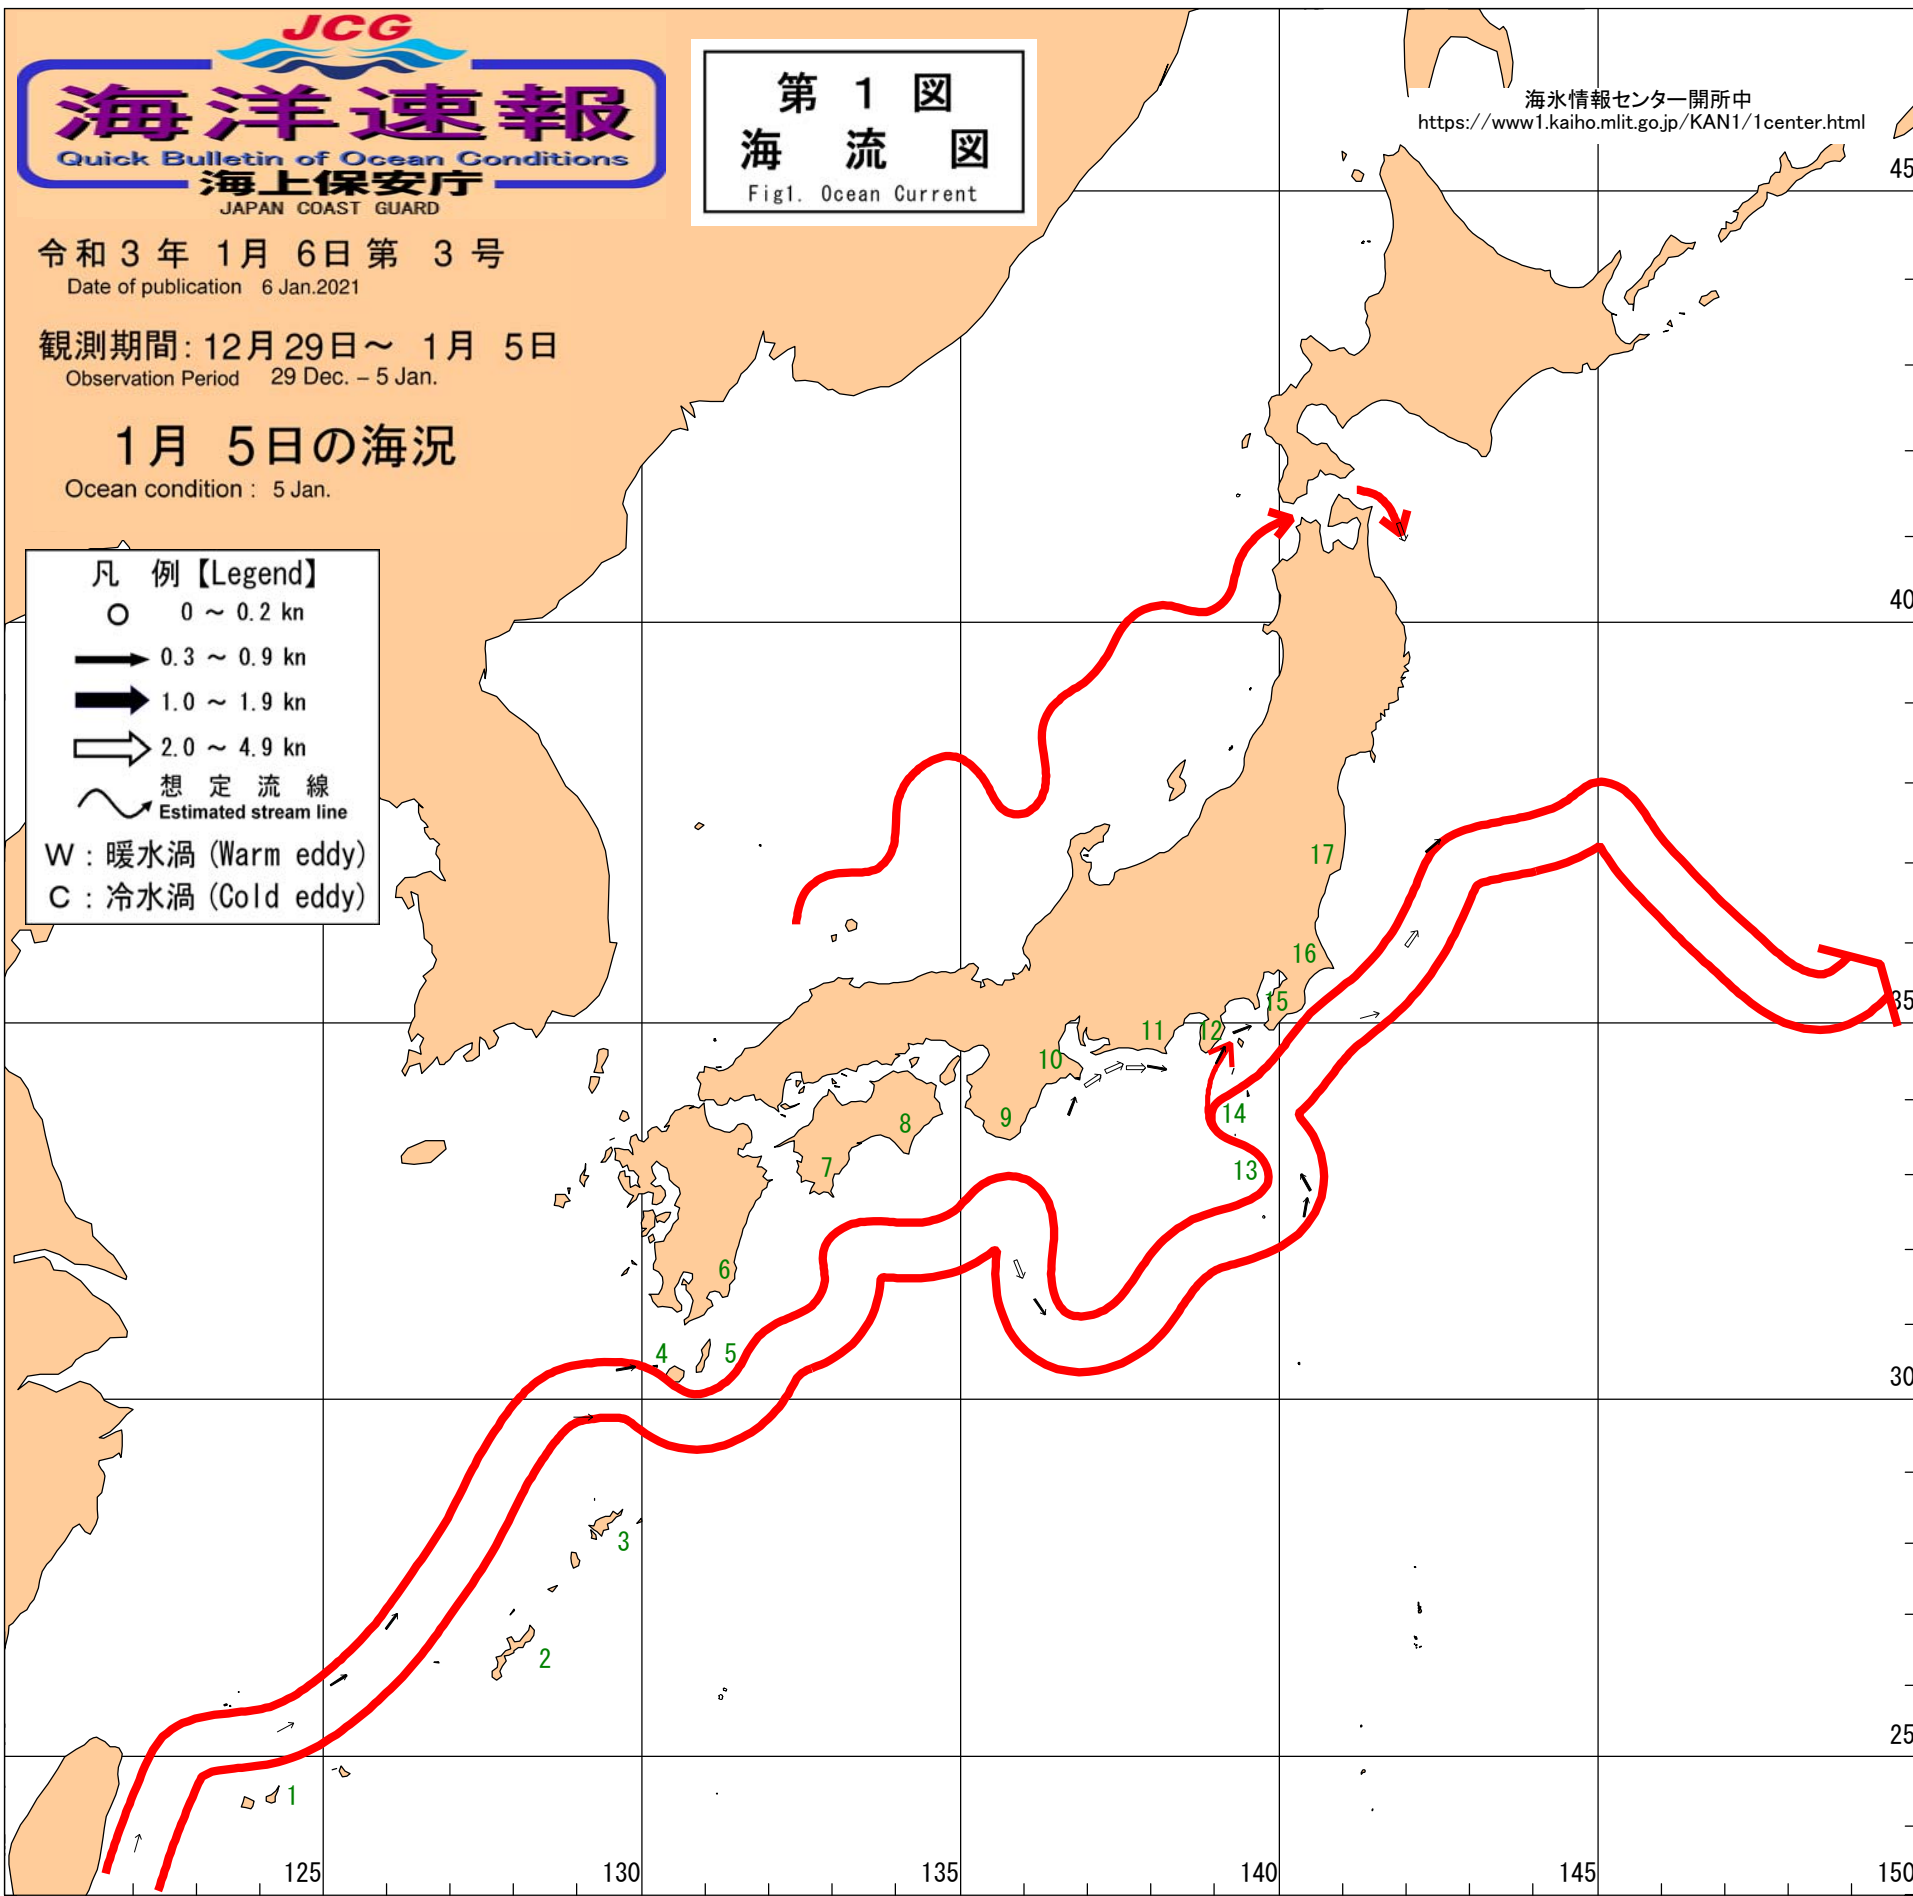 JCG
海洋速報
Quick Bulletin of Ocean Conditions
海上保安庁
JAPAN COAST GUARD
第 1 図
海 流 図
Fig1. Ocean Current
海氷情報センター開所中
https://www1.kaiho.mlit.go.jp/KAN1/1center.html
令和 3 年 1月 6日 第 3 号
Date of publication 6 Jan.2021
観測期間: 12月 29日～ 1月 5日
Observation Period 29 Dec. – 5 Jan.
1月 5日の海況
Ocean condition : 5 Jan.
凡 例【Legend】
0 ～ 0.2 kn
0.3 ～ 0.9 kn
1.0 ～ 1.9 kn
2.0 ～ 4.9 kn
想 定 流 線
Estimated stream line
W : 暖水渦 (Warm eddy)
C : 冷水渦 (Cold eddy)
45
40
35
30
25
17
16
15
12
11
10
14
9
8
13
7
6
5
4
3
2
1
125
130
135
140
145
150